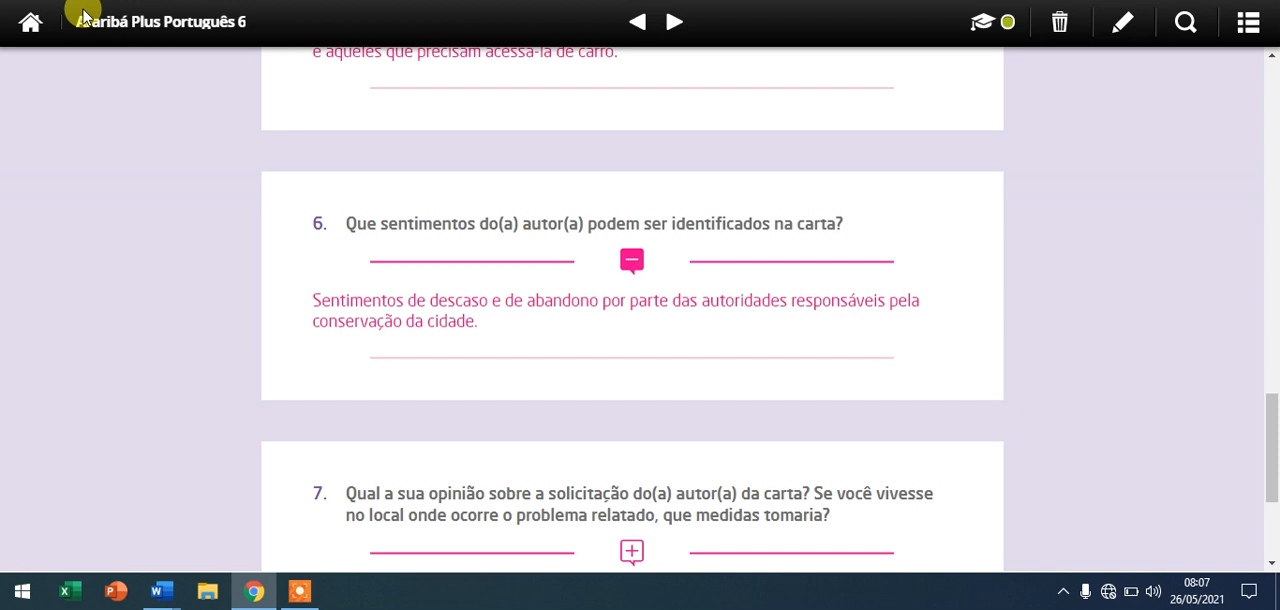 Araribá Plus Português 6
e aqueles que precisam acessá-la de carro.
6. Que sentimentos do(a) autor(a) podem ser identificados na carta?
Sentimentos de descaso e de abandono por parte das autoridades responsáveis pela
conservação da cidade.
7. Qual a sua opinião sobre a solicitação do(a) autor(a) da carta? Se você vivesse
no local onde ocorre o problema relatado, que medidas tomaria?
08:07
26/05/2021